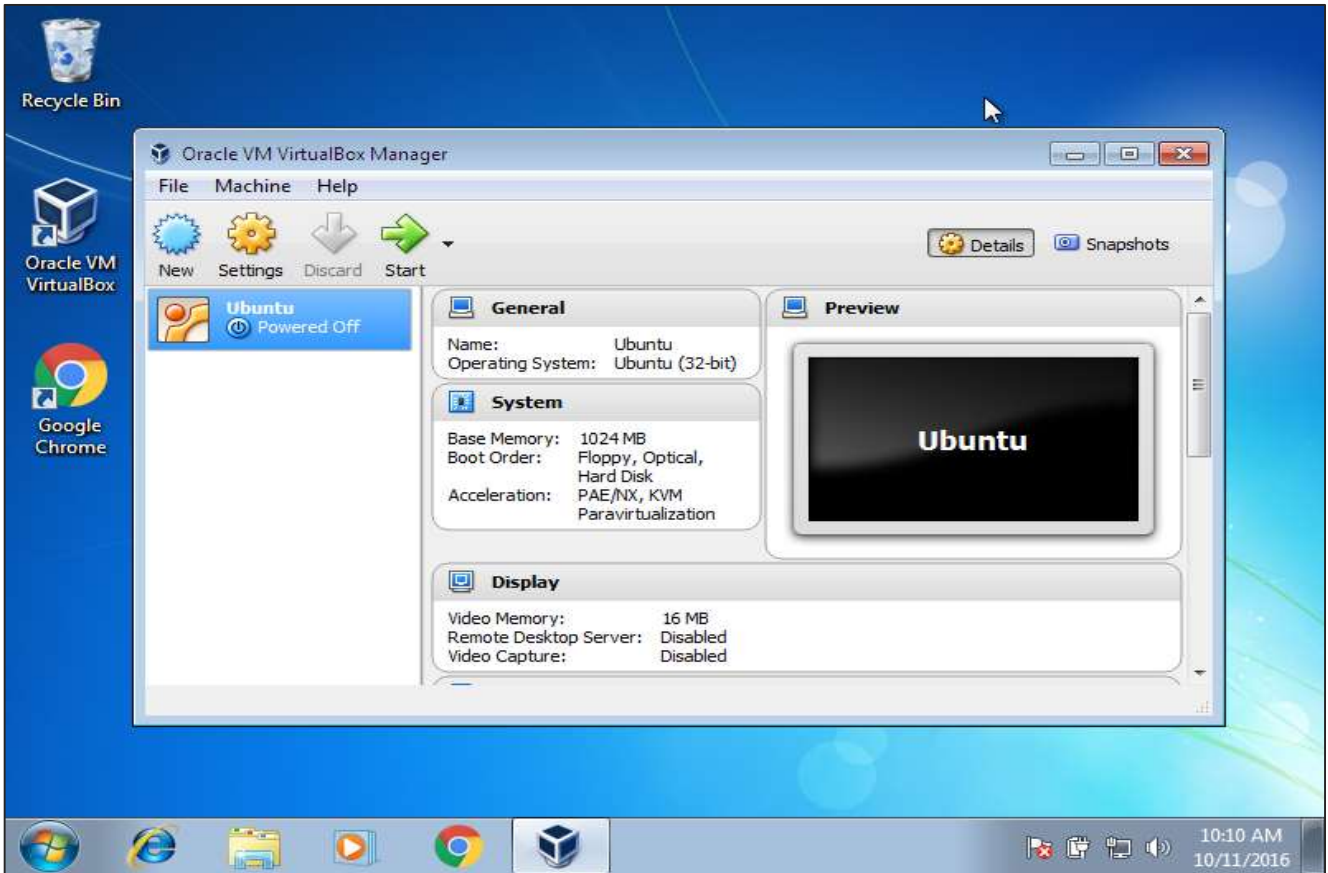 Recycle Bin
Oracle VM VirtualBox Manager
File Machine Help
Oracle VM
VirtualBox
New Settings Discard Start
Details Snapshots
Google
Chrome
Ubuntu
Powered Off
General
Name: Ubuntu
Operating System: Ubuntu (32-bit)
System
Base Memory: 1024 MB
Boot Order: Floppy, Optical,
Hard Disk
Acceleration: PAE/NX, KVM
Paravirtualization
Preview
Ubuntu
Display
Video Memory: 16 MB
Remote Desktop Server: Disabled
Video Capture: Disabled
10:10 AM
10/11/2016